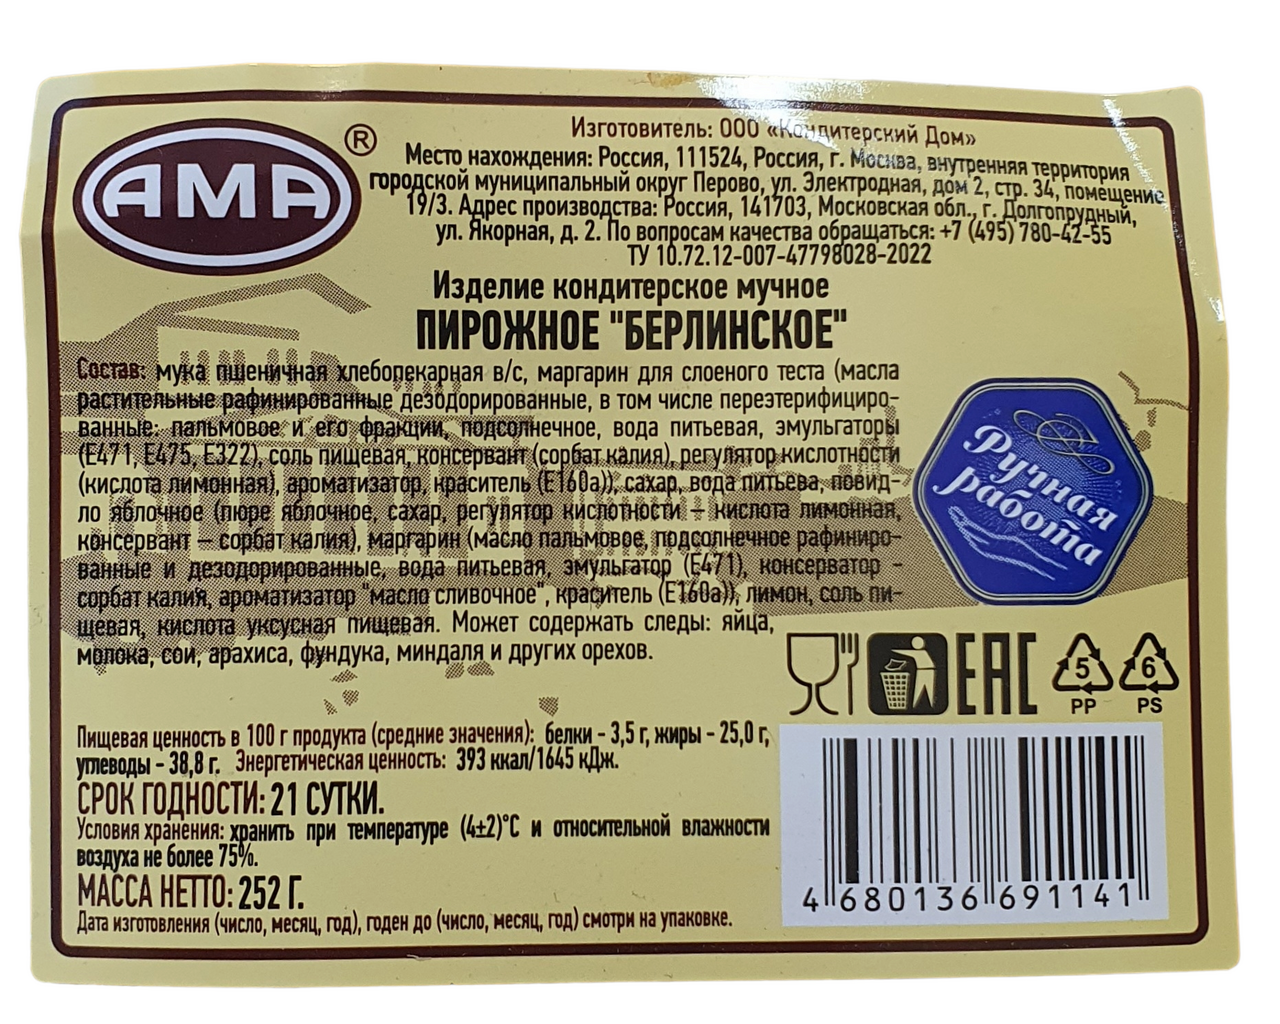 АМА ®
Изготовитель: ООО «Кондитерский Дом»
Место нахождения: Россия, 111524, Россия, г. Москва, внутренняя территория
городской муниципальный округ Перово, ул. Электродная, дом 2, стр. 34, помещение
19/3. Адрес производства: Россия, 141703, Московская обл., г. Долгопрудный,
ул. Якорная, д. 2. По вопросам качества обращаться: +7 (495) 780-42-55
ТУ 10.72.12-007-47798028-2022
Изделие кондитерское мучное
ПИРОЖНОЕ "БЕРЛИНСКОЕ"
Состав: мука пшеничная хлебопекарная в/с, маргарин для слоеного теста (масла
растительные рафинированные дезодорированные, в том числе переэтерифициро-
ванные: пальмовое и его фракции, подсолнечное, вода питьевая, эмульгаторы
(Е471, Е475, Е322), соль пищевая, консервант (сорбат калия), регулятор кислотности
(кислота лимонная), ароматизатор, краситель (Е160а)), сахар, вода питьева, повид-
ло яблочное (пюре яблочное, сахар, регулятор кислотности – кислота лимонная,
консервант – сорбат калия), маргарин (масло пальмовое, подсолнечное рафиниро-
ванные и дезодорированные, вода питьевая, эмульгатор (Е471), консерватор -
сорбат калия, ароматизатор "масло сливочное", краситель (Е160а)), лимон, соль пи-
щевая, кислота уксусная пищевая. Может содержать следы: яйца,
молока, сои, арахиса, фундука, миндаля и других орехов.
Ручная
работа
EAC
5
PP
6
PS
Пищевая ценность в 100 г продукта (средние значения): белки - 3,5 г, жиры - 25,0 г,
углеводы - 38,8 г. Энергетическая ценность: 393 ккал/1645 кДж.
СРОК ГОДНОСТИ: 21 СУТКИ.
Условия хранения: хранить при температуре (4±2)°С и относительной влажности
воздуха не более 75%.
МАССА НЕТТО: 252 Г.
Дата изготовления (число, месяц, год), годен до (число, месяц, год) смотри на упаковке.
4 680136 691141